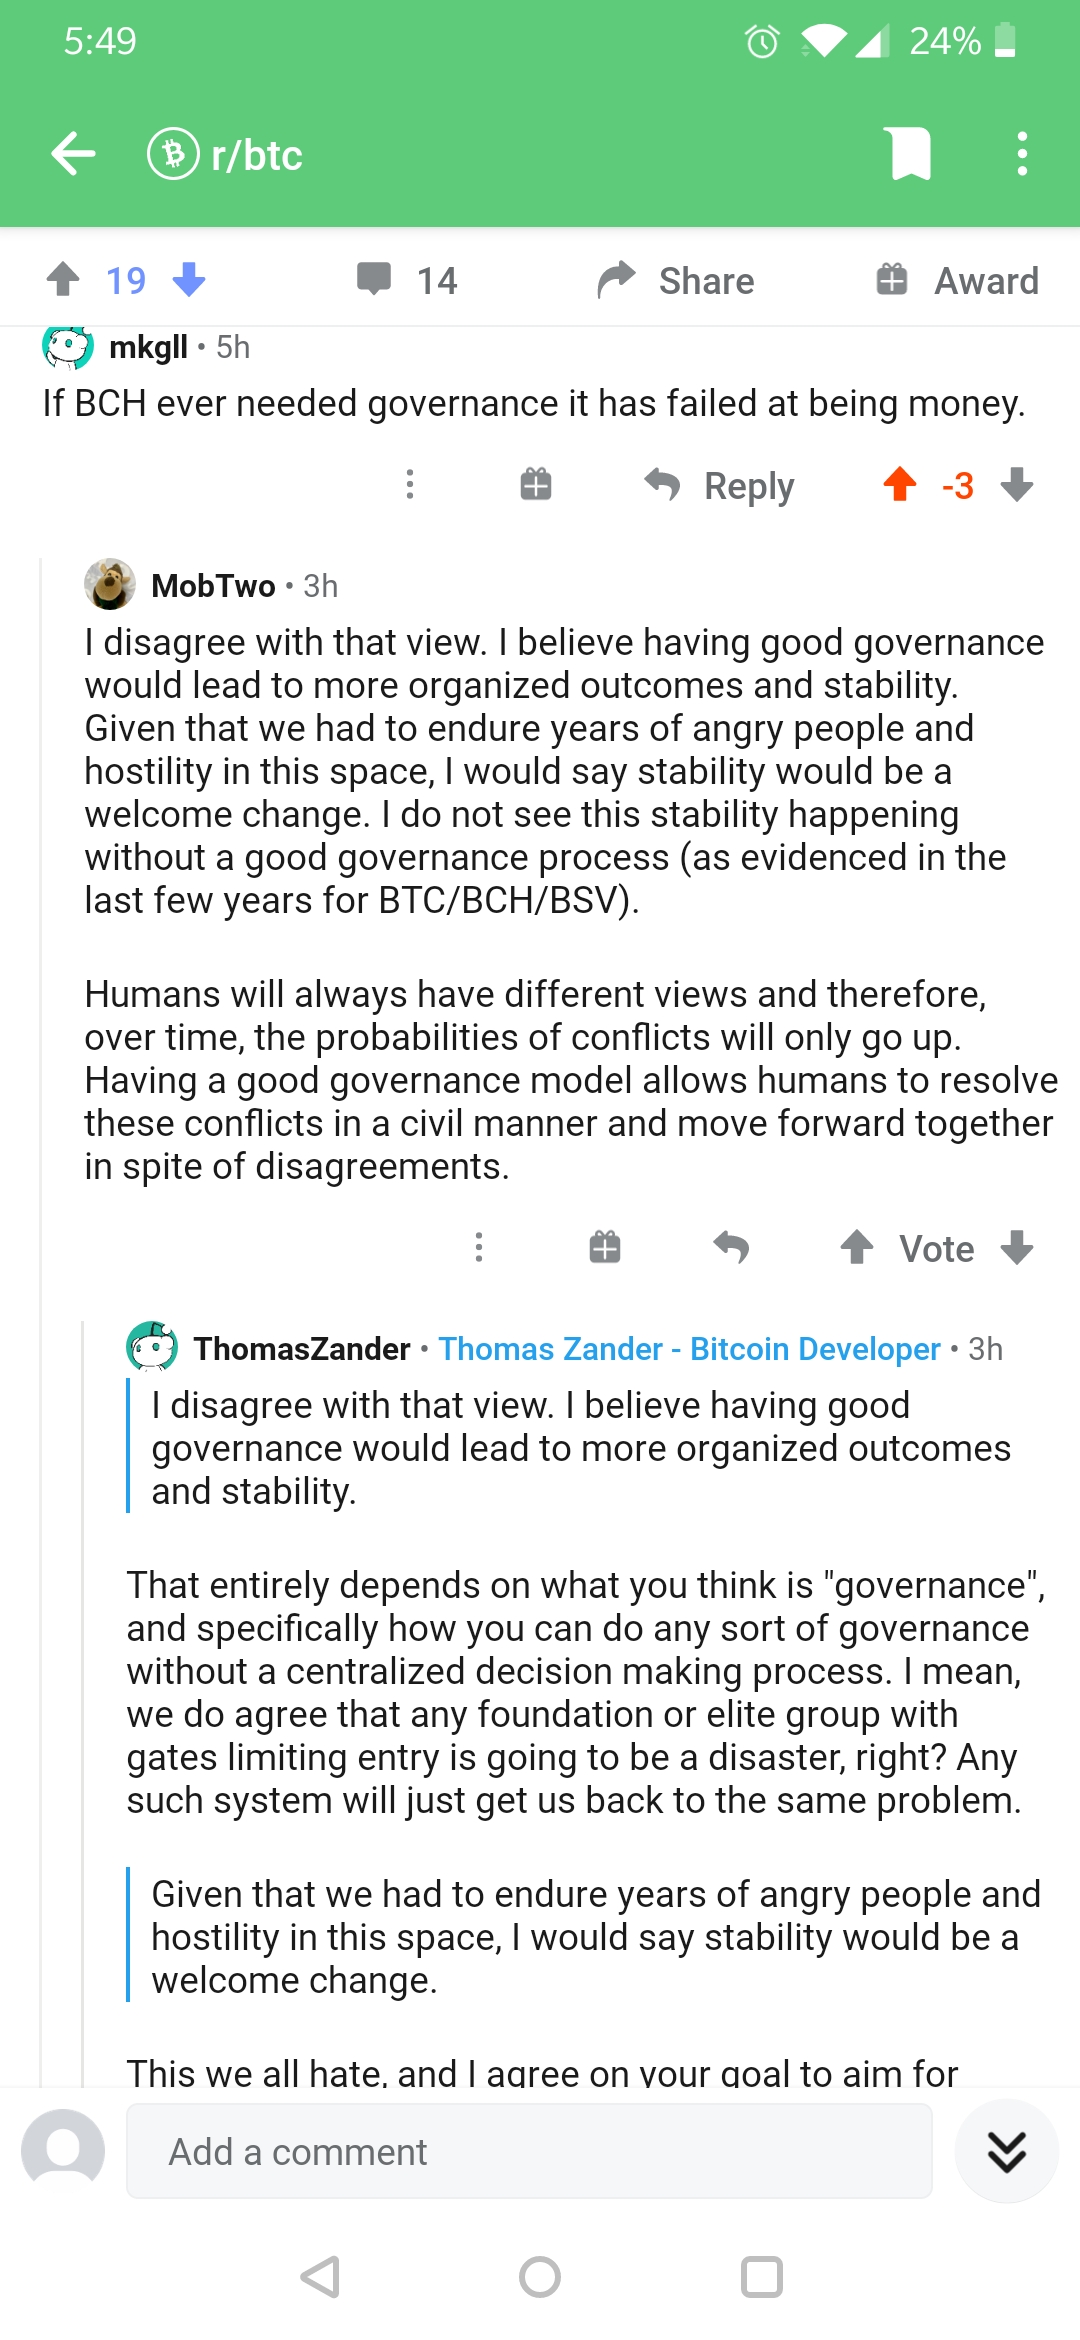 5:49 24%
r/btc
19 14 Share Award
mkgll • 5h
If BCH ever needed governance it has failed at being money.
Reply -3
MobTwo • 3h
I disagree with that view. I believe having good governance
would lead to more organized outcomes and stability.
Given that we had to endure years of angry people and
hostility in this space, I would say stability would be a
welcome change. I do not see this stability happening
without a good governance process (as evidenced in the
last few years for BTC/BCH/BSV).
Humans will always have different views and therefore,
over time, the probabilities of conflicts will only go up.
Having a good governance model allows humans to resolve
these conflicts in a civil manner and move forward together
in spite of disagreements.
Vote
ThomasZander • Thomas Zander - Bitcoin Developer • 3h
I disagree with that view. I believe having good
governance would lead to more organized outcomes
and stability.
That entirely depends on what you think is "governance",
and specifically how you can do any sort of governance
without a centralized decision making process. I mean,
we do agree that any foundation or elite group with
gates limiting entry is going to be a disaster, right? Any
such system will just get us back to the same problem.
Given that we had to endure years of angry people and
hostility in this space, I would say stability would be a
welcome change.
This we all hate, and I agree on your goal to aim for
Add a comment